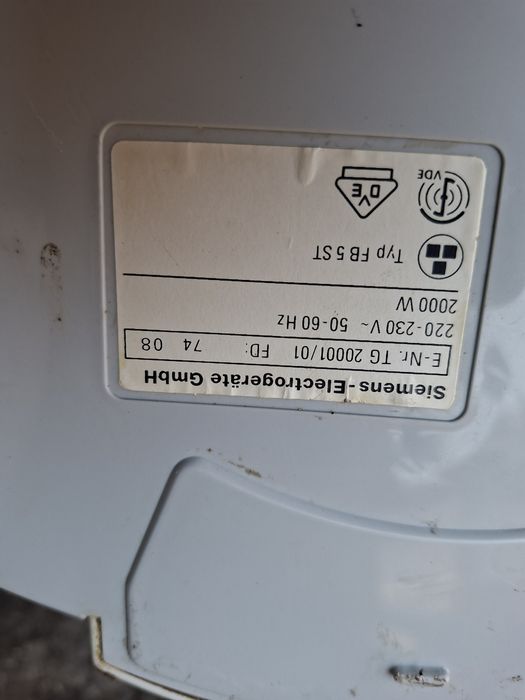 Siemens-Electrogeräte GmbH
E-Nr. TG 20001/01 FD: 74 08
220-230 V ~ 50-60 Hz
2000 W
Typ FB 5 ST
DVE
VDE